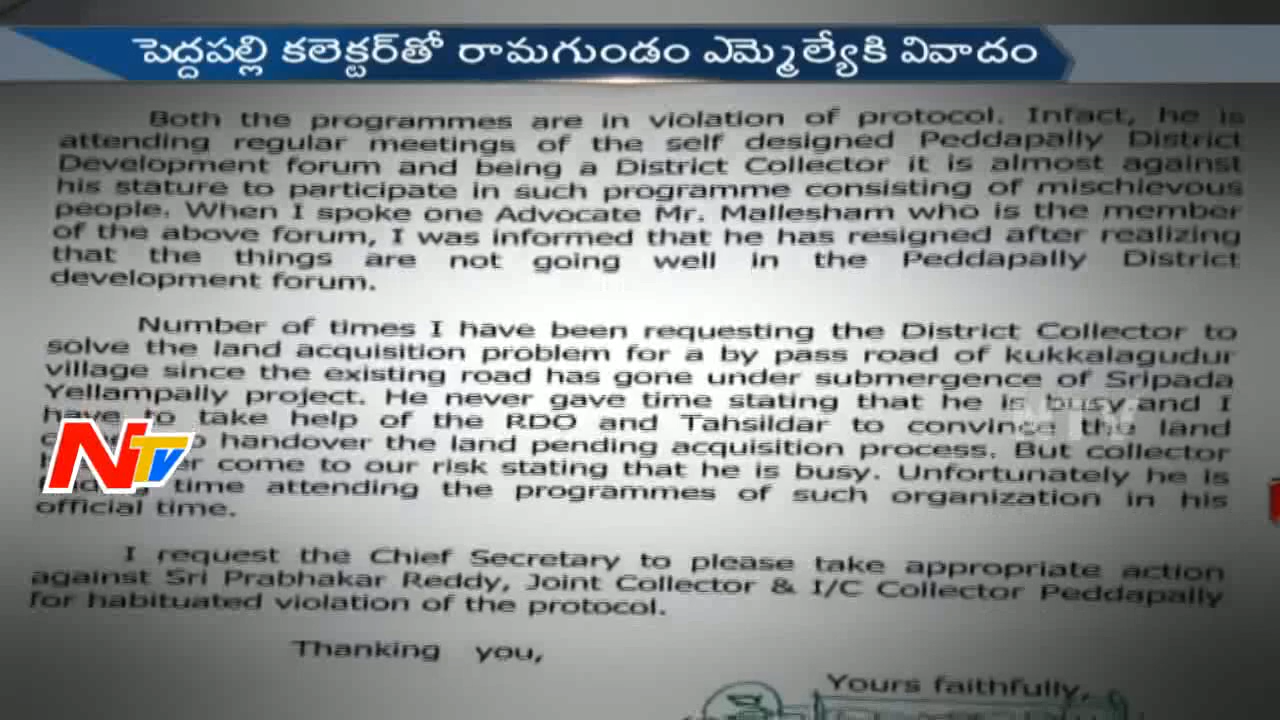 పెద్దపల్లి కలెక్టర్‌తో రామగుండం ఎమ్మెల్యేకి వివాదం
Both the programmes are in violation of protocol. Infact, he is
attending regular meetings of the self designed Peddapally District
Development forum and being a District Collector it is almost against
his stature to participate in such programme consisting of mischievous
people. When I spoke one Advocate Mr. Mallesham who is the member
of the above forum, I was informed that he has resigned after realizing
that the things are not going well in the Peddapally District
development forum.
Number of times I have been requesting the District Collector to
solve the land acquisition problem for a by pass road of kukkalagudur
village since the existing road has gone under submergence of Sripada
Yellampally project. He never gave time stating that he is busy and I
have to take help of the RDO and Tahsildar to convince the land
handover the land pending acquisition process. But collector
come to our risk stating that he is busy. Unfortunately he is
time attending the programmes of such organization in his
official time.
I request the Chief Secretary to please take appropriate action
against Sri Prabhakar Reddy, Joint Collector & I/C Collector Peddapally
for habituated violation of the protocol.
Thanking you,
Yours faithfully,
NTV
NTV